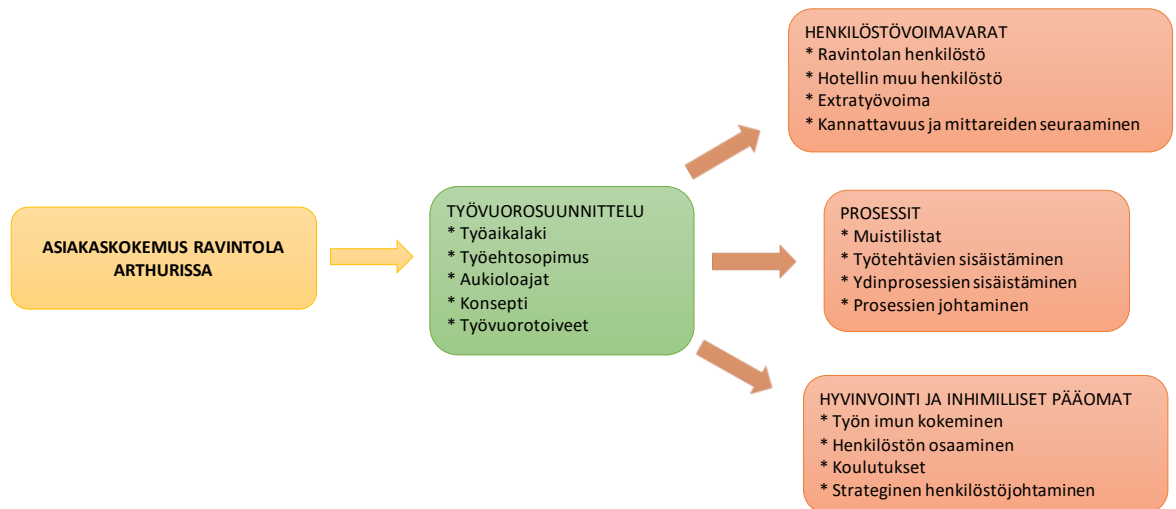 ASIAKASKOKEMUS RAVINTOLA
ARTHURISSA
TYÖVUOROSUUNNITTELU
* Työaikalaki
* Työehtosopimus
* Aukioloajat
* Konsepti
* Työvuorotoiveet
HENKILÖSTÖVOIMAVARAT
* Ravintolan henkilöstö
* Hotellin muu henkilöstö
* Extratyövoima
* Kannattavuus ja mittareiden seuraaminen
PROSESSIT
* Muistilistat
* Työtehtävien sisäistäminen
* Ydinprosessien sisäistäminen
* Prosessien johtaminen
HYVINVOINTI JA INHIMILLISET PÄÄOMAT
* Työn imun kokeminen
* Henkilöstön osaaminen
* Koulutukset
* Strateginen henkilöstöjohtaminen